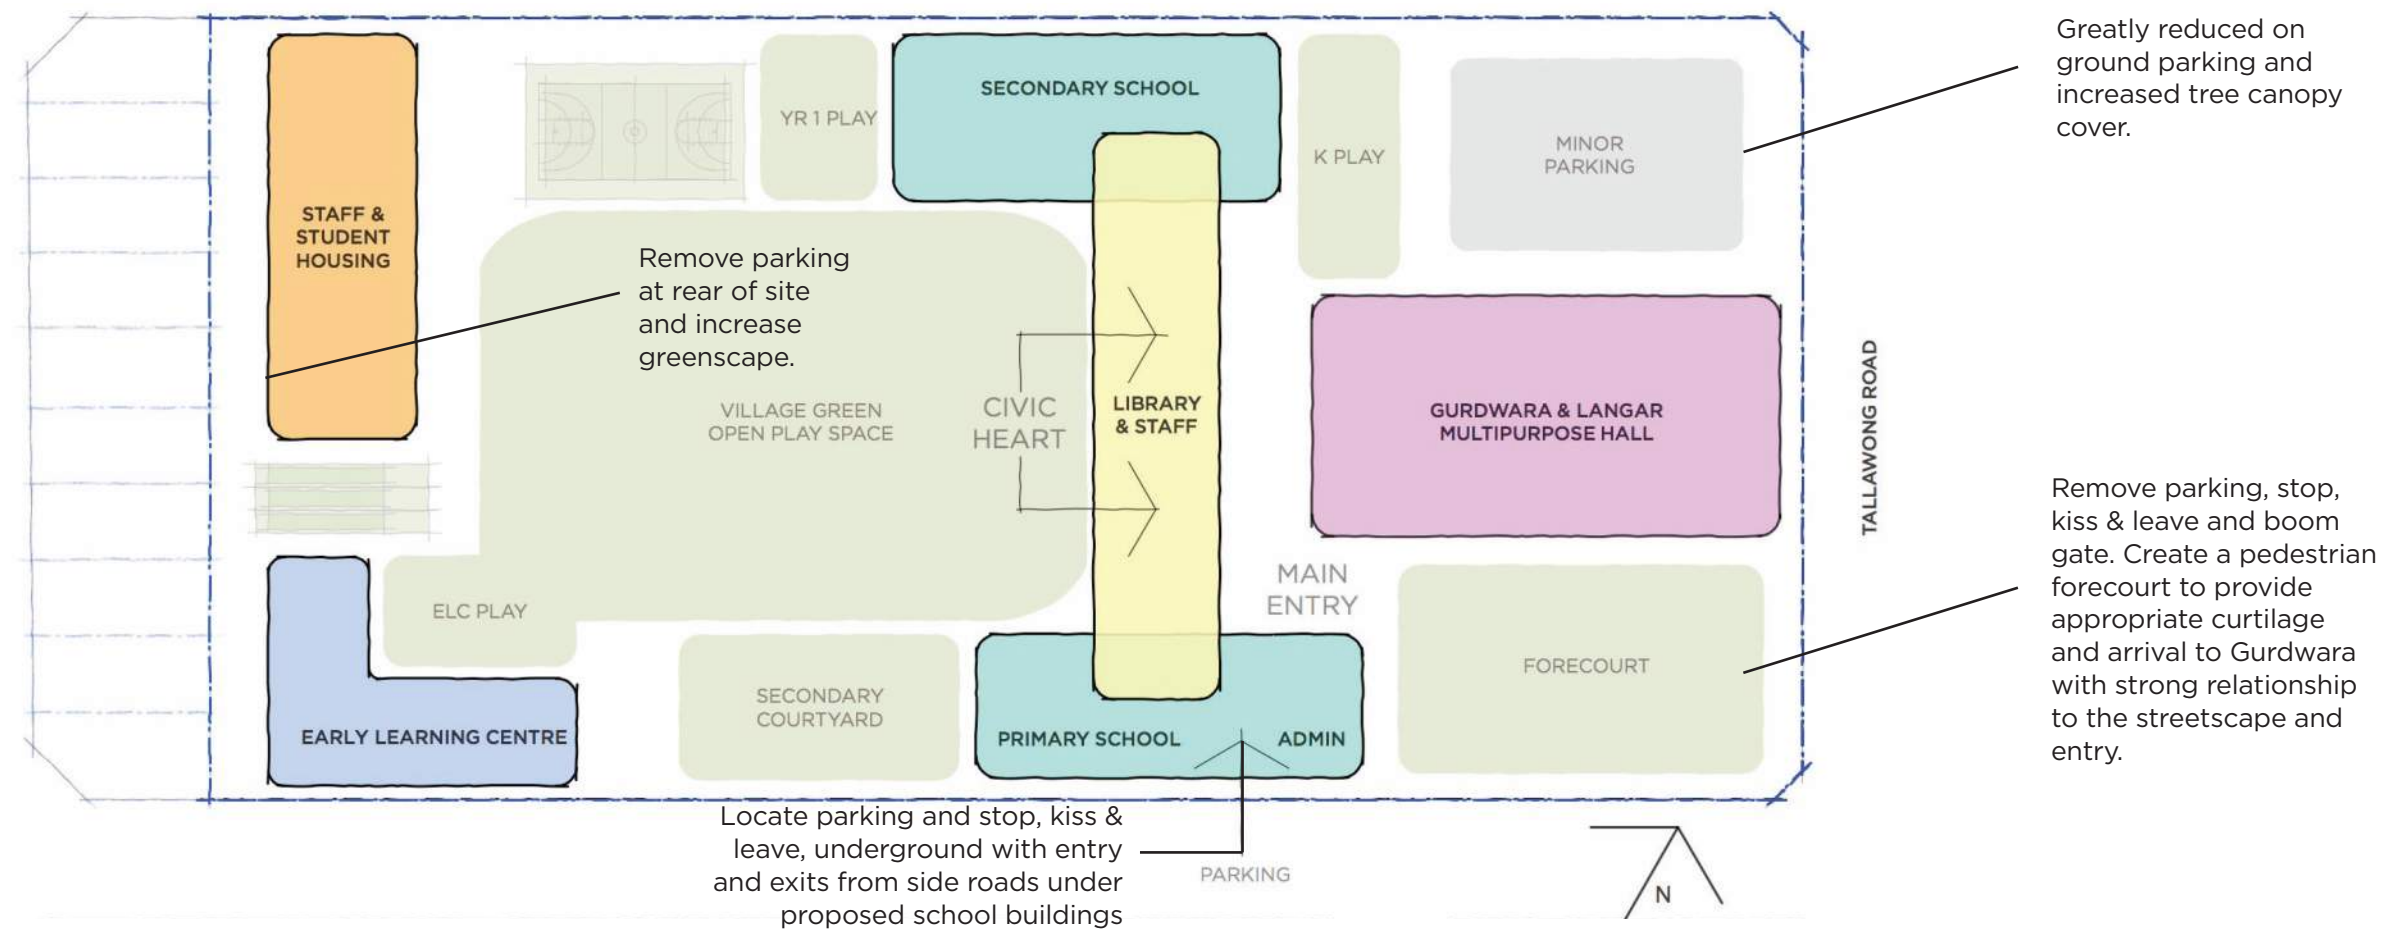 Greatly reduced on
ground parking and
increased tree canopy
cover.
SECONDARY SCHOOL
YR 1 PLAY
K PLAY
MINOR
PARKING
STAFF &
STUDENT
HOUSING
Remove parking
at rear of site
and increase
greenscape.
VILLAGE GREEN
OPEN PLAY SPACE
CIVIC
HEART
LIBRARY
& STAFF
GURDWARA & LANGAR
MULTIPURPOSE HALL
TALLAWONG ROAD
Remove parking, stop,
kiss & leave and boom
gate. Create a pedestrian
forecourt to provide
appropriate curtilage
and arrival to Gurdwara
with strong relationship
to the streetscape and
entry.
MAIN
ENTRY
ELC PLAY
FORECOURT
SECONDARY
COURTYARD
EARLY LEARNING CENTRE
PRIMARY SCHOOL
ADMIN
Locate parking and stop, kiss &
leave, underground with entry
and exits from side roads under
proposed school buildings
PARKING
N